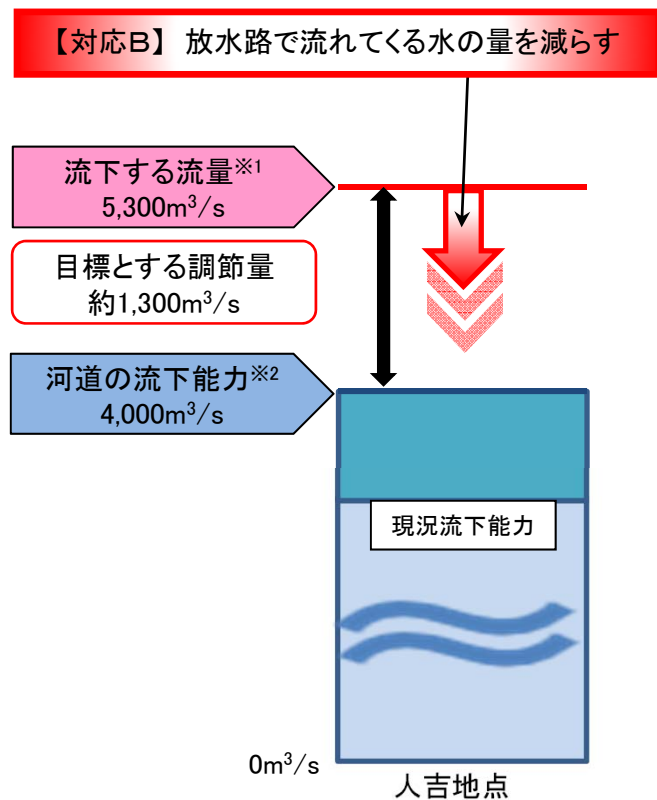 【対応B】 放水路で流れてくる水の量を減らす
流下する流量※1
5,300m³/s
目標とする調節量
約1,300m³/s
河道の流下能力※2
4,000m³/s
現況流下能力
0m³/s
人吉地点